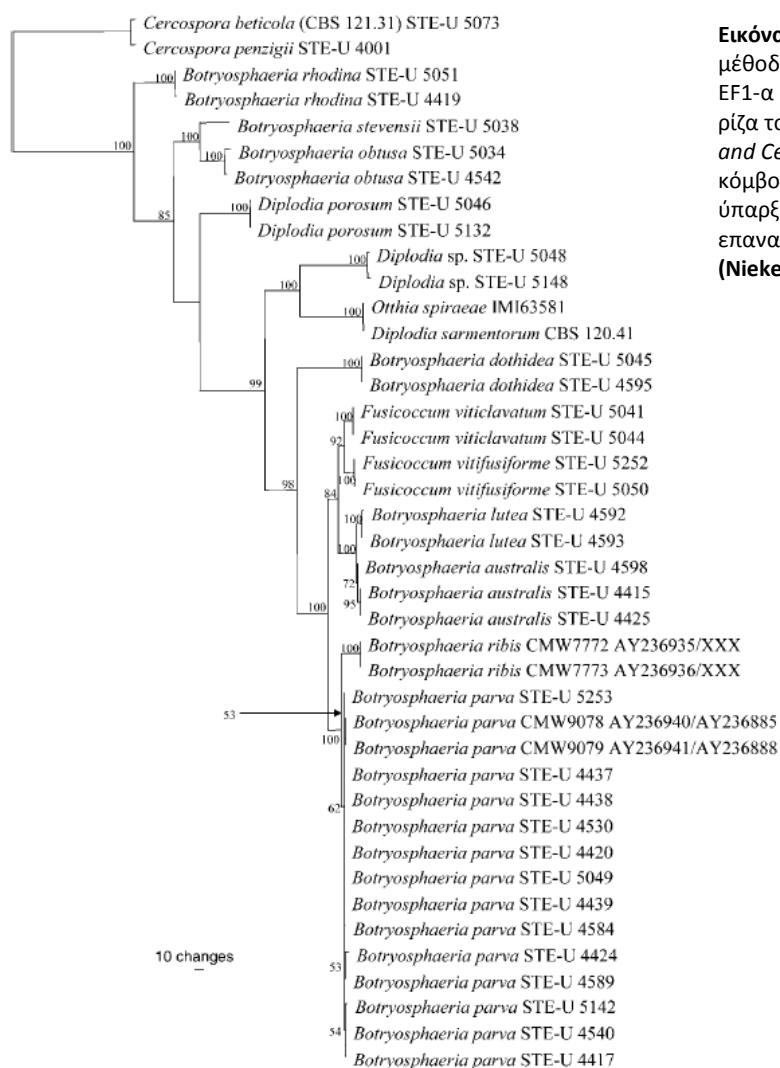 Cercospora beticola (CBS 121.31) STE-U 5073
Cercospora penzigii STE-U 4001
100
Botryosphaeria rhodina STE-U 5051
Botryosphaeria rhodina STE-U 4419
Botryosphaeria stevensii STE-U 5038
100
100
Botryosphaeria obtusa STE-U 5034
100
Botryosphaeria obtusa STE-U 4542
85
100
Diplodia porosum STE-U 5046
Diplodia porosum STE-U 5132
100
Diplodia sp. STE-U 5048
Diplodia sp. STE-U 5148
100
Otthia spiraeae IMI63581
100
Diplodia sarmentorum CBS 120.41
99
100
Botryosphaeria dothidea STE-U 5045
Botryosphaeria dothidea STE-U 4595
100
Fusicoccum viticlavatum STE-U 5041
92
Fusicoccum viticlavatum STE-U 5044
Fusicoccum vitifusiforme STE-U 5252
100
98
84
Fusicoccum vitifusiforme STE-U 5050
100
Botryosphaeria lutea STE-U 4592
Botryosphaeria lutea STE-U 4593
100
Botryosphaeria australis STE-U 4598
72
Botryosphaeria australis STE-U 4415
95
100
Botryosphaeria australis STE-U 4425
100
Botryosphaeria ribis CMW7772 AY236935/XXX
Botryosphaeria ribis CMW7773 AY236936/XXX
Botryosphaeria parva STE-U 5253
53
Botryosphaeria parva CMW9078 AY236940/AY236885
100
Botryosphaeria parva CMW9079 AY236941/AY236888
Botryosphaeria parva STE-U 4437
62
Botryosphaeria parva STE-U 4438
Botryosphaeria parva STE-U 4530
Botryosphaeria parva STE-U 4420
Botryosphaeria parva STE-U 5049
Botryosphaeria parva STE-U 4439
Botryosphaeria parva STE-U 4584
10 changes
Botryosphaeria parva STE-U 4424
53
Botryosphaeria parva STE-U 4589
Botryosphaeria parva STE-U 5142
54
Botryosphaeria parva STE-U 4540
Botryosphaeria parva STE-U 4417
Εικόνα
μέθοδ
EF1-α
ρίζα το
and Ce
κόμβο
ύπαρξ
επανα
(Nieke